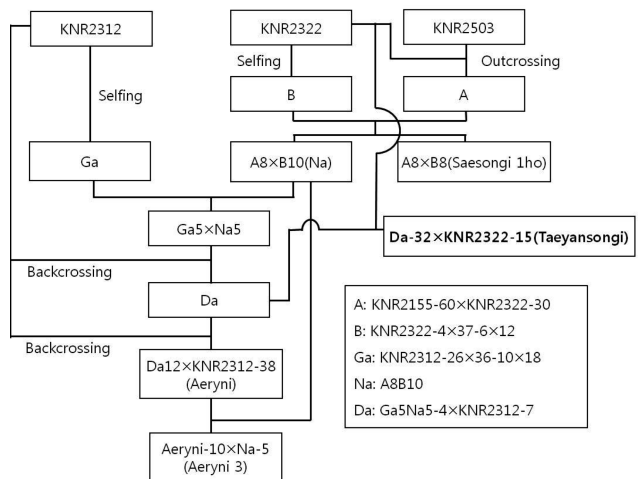 KNR2312
KNR2322
KNR2503
Selfing
Selfing
Outcrossing
B
A
Ga
A8×B10(Na)
A8×B8(Saesongi 1ho)
Ga5×Na5
Da-32×KNR2322-15(Taeyansongi)
Backcrossing
Da
Backcrossing
Da12×KNR2312-38
(Aeryni)
Aeryni-10×Na-5
(Aeryni 3)
A: KNR2155-60×KNR2322-30
B: KNR2322-4×37-6×12
Ga: KNR2312-26×36-10×18
Na: A8B10
Da: Ga5Na5-4×KNR2312-7